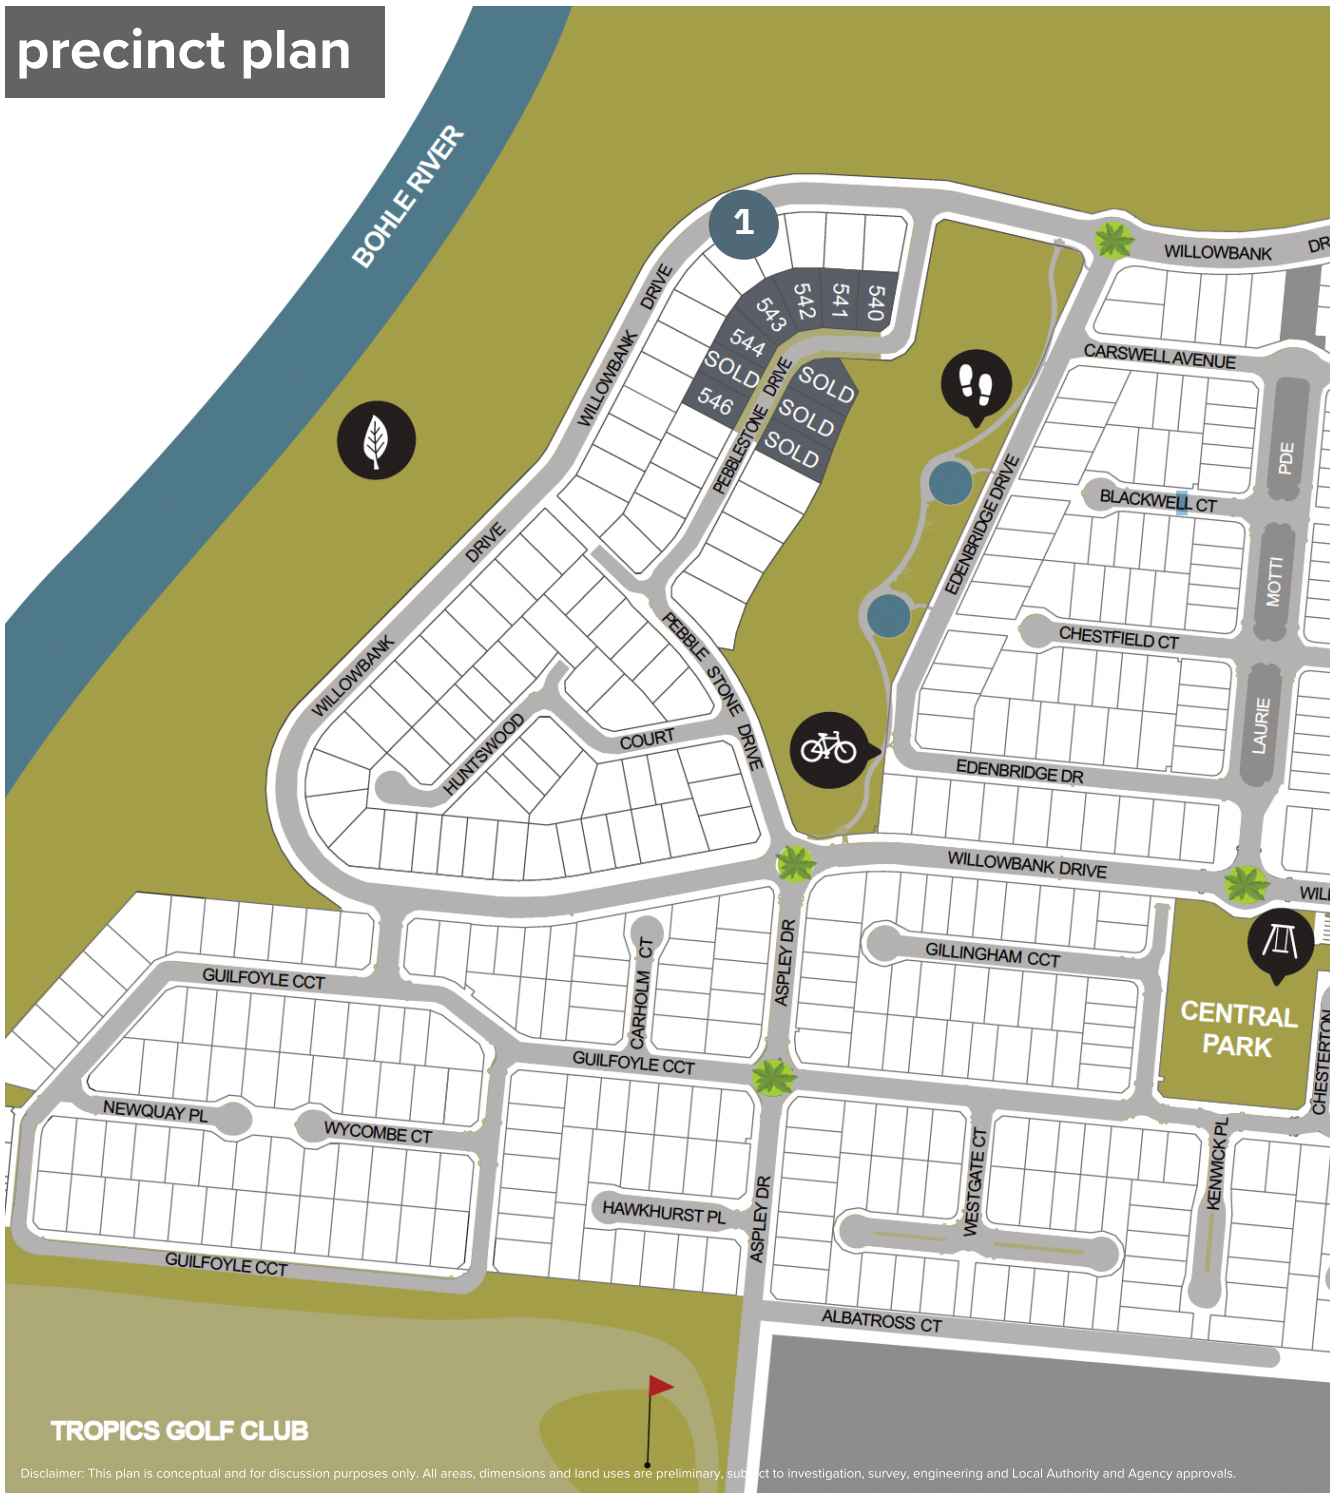 precinct plan
BOHLE RIVER
1
WILLOWBANK DRIVE
WILLOWBANK DR
540
541
542
543
544
SOLD
546
SOLD
SOLD
SOLD
PEBBLESTONE DRIVE
CARSWELL AVENUE
PDE
MOTTI
LAURIE
BLACKWELL CT
EDENBRIDGE DRIVE
CHESTFIELD CT
EDENBRIDGE DR
WILLOWBANK DRIVE
PEBBLE STONE DRIVE
HUNTSWOOD COURT
WILLOWBANK DRIVE
WIL
GUILFOYLE CCT
CARHOLM CT
ASPLEY DR
GILLINGHAM CCT
CENTRAL
PARK
CHESTERTON
GUILFOYLE CCT
NEWQUAY PL
WYCOMBE CT
HAWKHURST PL
ASPLEY DR
WESTGATE CT
KENWICK PL
GUILFOYLE CCT
ALBATROSS CT
TROPICS GOLF CLUB
Disclaimer: This plan is conceptual and for discussion purposes only. All areas, dimensions and land uses are preliminary, subject to investigation, survey, engineering and Local Authority and Agency approvals.